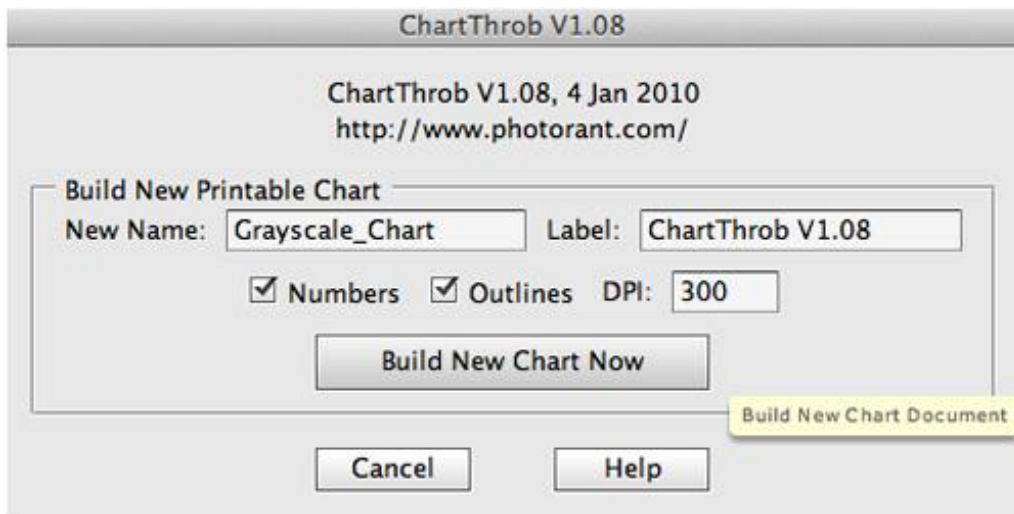 ChartThrob V1.08
ChartThrob V1.08, 4 Jan 2010
http://www.photorant.com/
Build New Printable Chart
New Name: Grayscale_Chart Label: ChartThrob V1.08
Numbers Outlines DPI: 300
Build New Chart Now
Build New Chart Document
Cancel Help